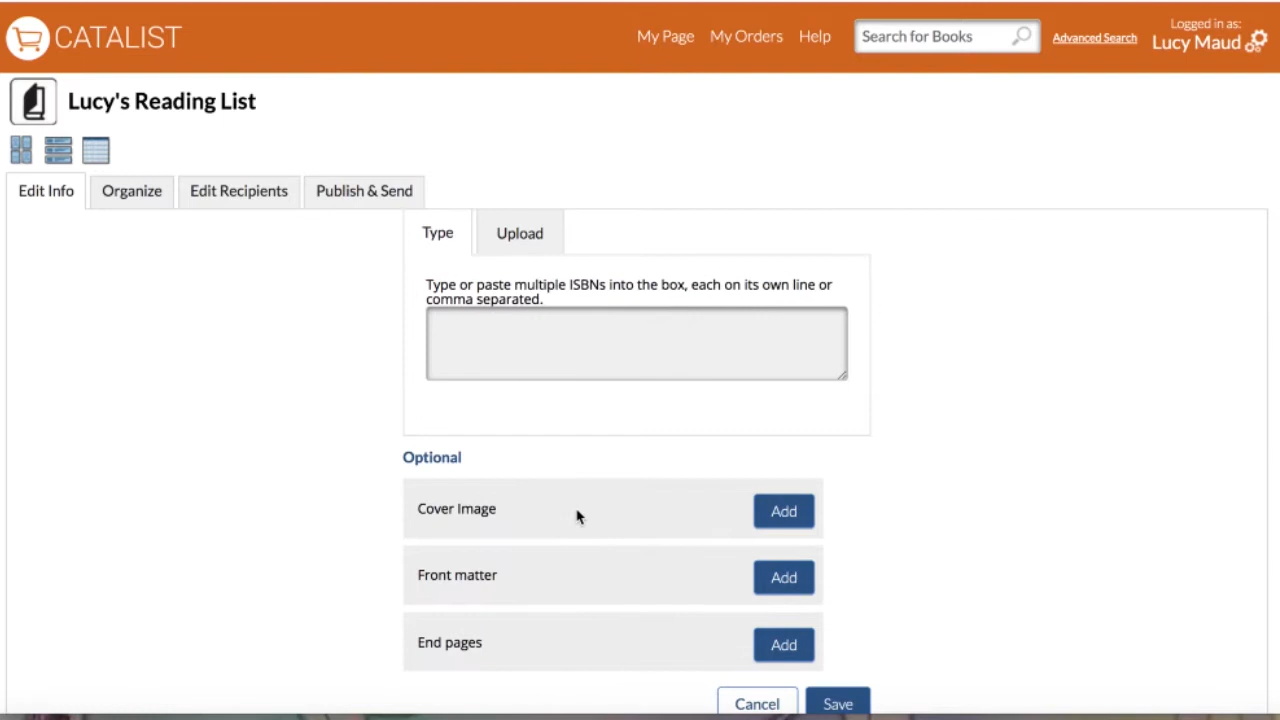 CATALIST
My Page My Orders Help
Search for Books
Advanced Search
Logged in as:
Lucy Maud
Lucy's Reading List
Edit Info Organize Edit Recipients Publish & Send
Type Upload
Type or paste multiple ISBNs into the box, each on its own line or
comma separated.
Optional
Cover Image Add
Front matter Add
End pages Add
Cancel Save